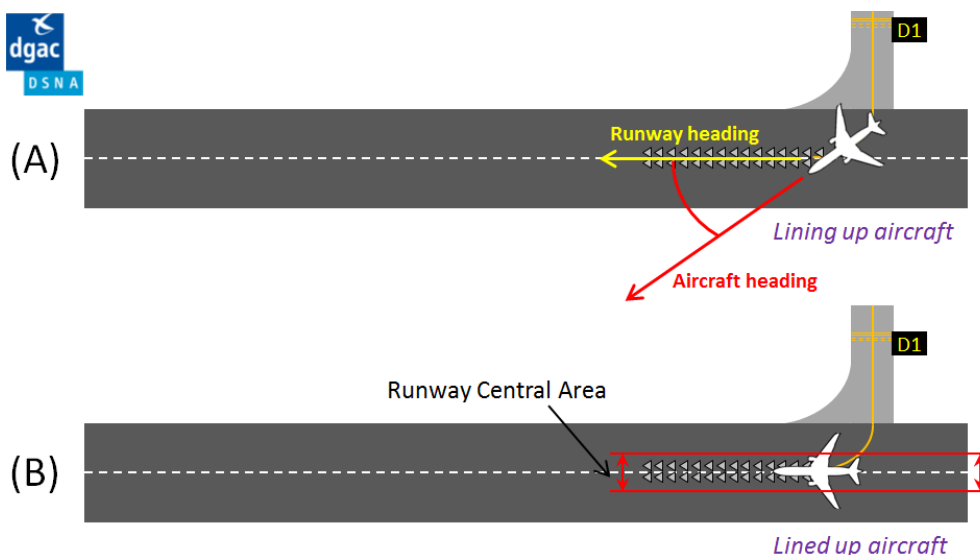 dgac
DSNA
D1
(A)
Runway heading
Lining up aircraft
Aircraft heading
D1
Runway Central Area
(B)
Lined up aircraft